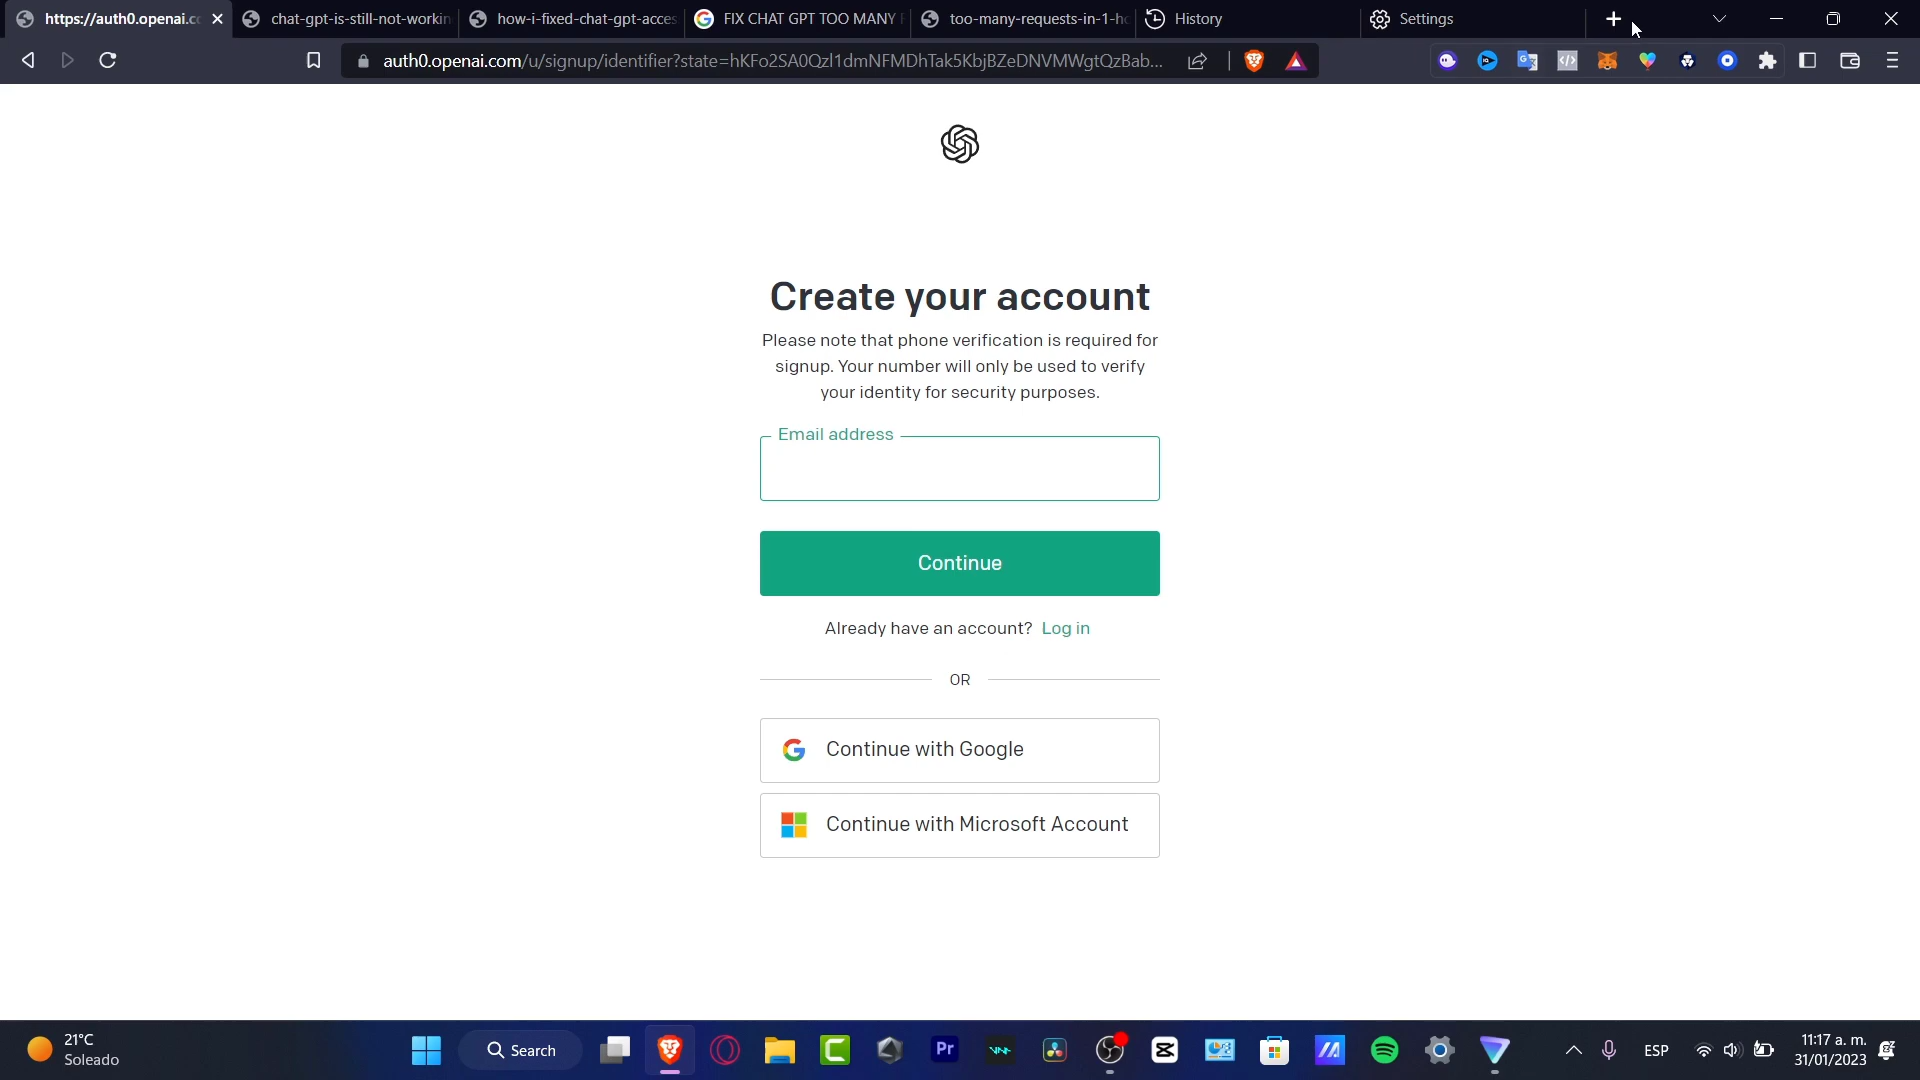 https://auth0.openai.cc
chat-gpt-is-still-not-workin
how-i-fixed-chat-gpt-acces
FIX CHAT GPT TOO MANY
too-many-requests-in-1-ho
History
Settings
auth0.openai.com/u/signup/identifier?state=hKFo2SA0Qzl1dmNFMDhTak5KbjBZeDNVMWgtQzBab...
Create your account
Please note that phone verification is required for
signup. Your number will only be used to verify
your identity for security purposes.
Email address
Continue
Already have an account? Log in
OR
Continue with Google
Continue with Microsoft Account
21°C
Soleado
Search
Pr
ESP
11:17 a. m.
31/01/2023